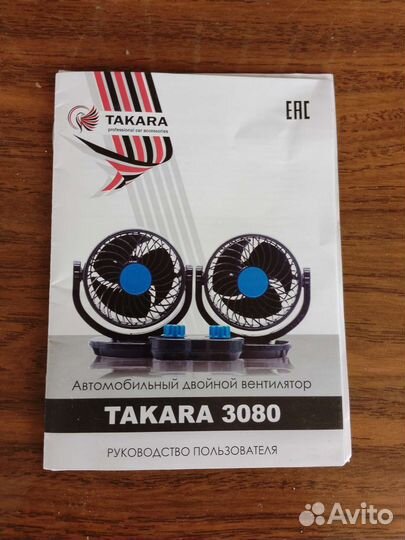 TAKARA
professional car accessories
EAC
Автомобильный двойной вентилятор
TAKARA 3080
РУКОВОДСТВО ПОЛЬЗОВАТЕЛЯ
Avito